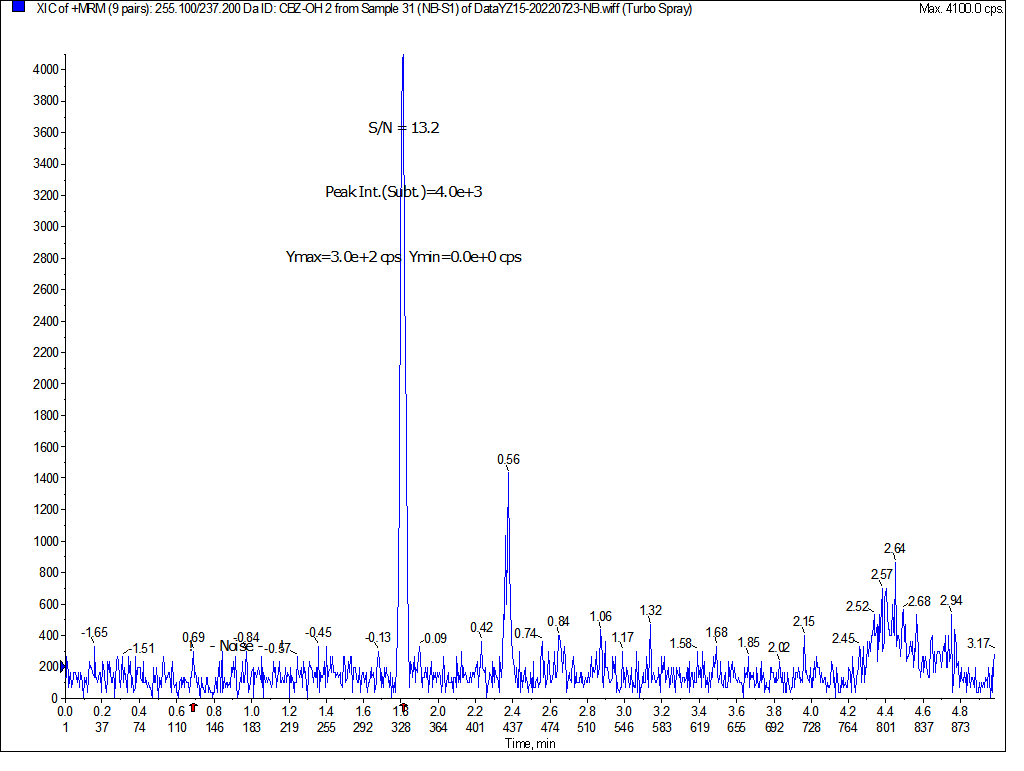 XIC of +MRM (9 pairs): 255.100/237.200 Da ID: CBZ-OH 2 from Sample 31 (NB-S1) of DataYZ15-20220723-NB.wiff (Turbo Spray)
Max. 4100.0 cps.
4000
3800
3600
S/N = 13.2
3400
3200
Peak Int.(Subt.)=4.0e+3
3000
2800
Ymax=3.0e+2 cps Ymin=0.0e+0 cps
2600
2400
2200
2000
1800
1600
0.56
1400
1200
1000
800
2.64
2.57
600
2.52 2.68 2.94
1.32
1.06
0.84
2.15
400
-1.65 -0.45 0.42 0.74 1.68
0.69 -0.84 -0.13 -0.09 1.17 1.58 1.85 2.02 2.45 3.17
-1.51 - Noise -
200
0
0.0 0.2 0.4 0.6 0.8 1.0 1.2 1.4 1.6 2.0 2.2 2.4 2.6 2.8 3.0 3.2 3.4 3.6 3.8 4.0 4.2 4.4 4.6 4.8
1 37 74 110 146 183 219 255 292 328 364 401 437 474 510 546 583 619 656 692 728 764 801 837 873
Time, min